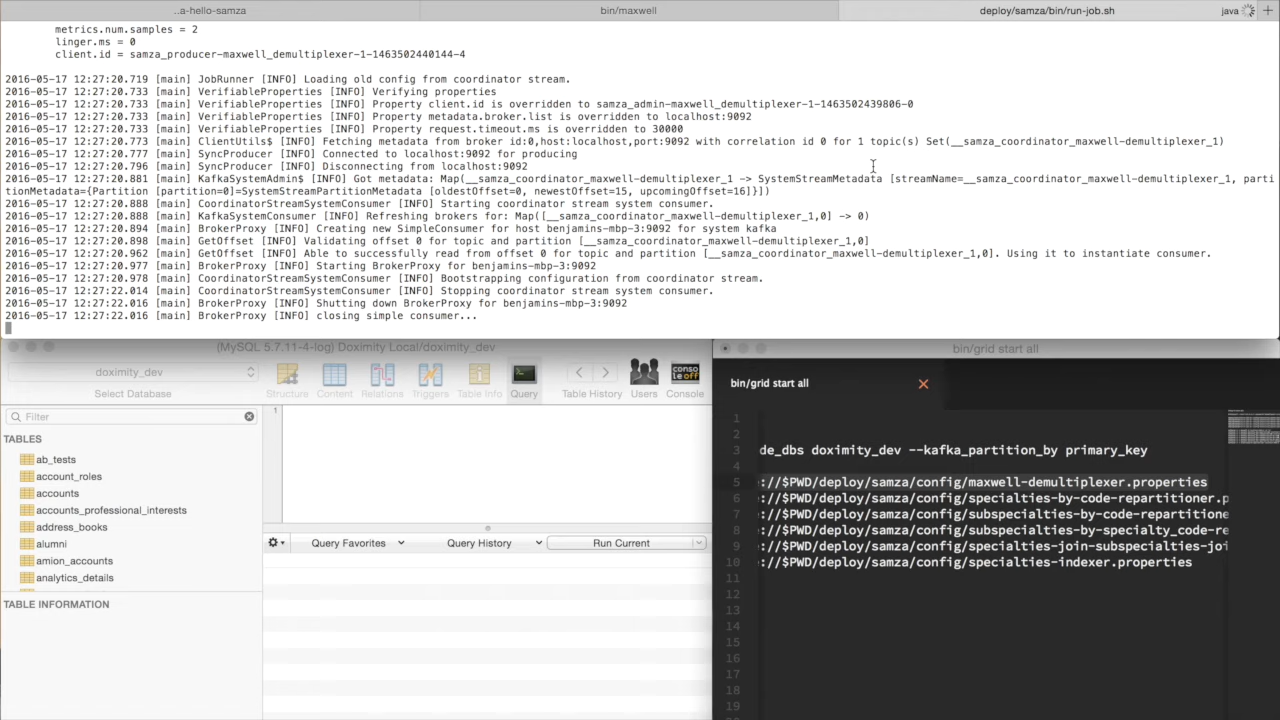 ..a-hello-samza
bin/maxwell
deploy/samza/bin/run-job.sh
java
metrics.num.samples = 2
linger.ms = 0
client.id = samza_producer-maxwell_demultiplexer-1-1463502440144-4
2016-05-17 12:27:20.719 [main] JobRunner [INFO] Loading old config from coordinator stream.
2016-05-17 12:27:20.733 [main] VerifiableProperties [INFO] Verifying properties
2016-05-17 12:27:20.733 [main] VerifiableProperties [INFO] Property client.id is overridden to samza_admin-maxwell_demultiplexer-1-1463502439806-0
2016-05-17 12:27:20.733 [main] VerifiableProperties [INFO] Property metadata.broker.list is overridden to localhost:9092
2016-05-17 12:27:20.733 [main] VerifiableProperties [INFO] Property request.timeout.ms is overridden to 30000
2016-05-17 12:27:20.773 [main] ClientUtils$ [INFO] Fetching metadata from broker id:0,host:localhost,port:9092 with correlation id 0 for 1 topic(s) Set(__samza_coordinator_maxwell-demultiplexer_1)
2016-05-17 12:27:20.777 [main] SyncProducer [INFO] Connected to localhost:9092 for producing
2016-05-17 12:27:20.796 [main] SyncProducer [INFO] Disconnecting from localhost:9092
2016-05-17 12:27:20.881 [main] KafkaSystemAdmin$ [INFO] Got metadata: Map(__samza_coordinator_maxwell-demultiplexer_1 -> SystemStreamMetadata [streamName=__samza_coordinator_maxwell-demultiplexer_1, parti
tionMetadata={Partition [partition=0]=SystemStreamPartitionMetadata [oldestOffset=0, newestOffset=15, upcomingOffset=16]}])
2016-05-17 12:27:20.888 [main] CoordinatorStreamSystemConsumer [INFO] Starting coordinator stream system consumer.
2016-05-17 12:27:20.888 [main] KafkaSystemConsumer [INFO] Refreshing brokers for: Map([__samza_coordinator_maxwell-demultiplexer_1,0] -> 0)
2016-05-17 12:27:20.894 [main] BrokerProxy [INFO] Creating new SimpleConsumer for host benjamins-mbp-3:9092 for system kafka
2016-05-17 12:27:20.898 [main] GetOffset [INFO] Validating offset 0 for topic and partition [__samza_coordinator_maxwell-demultiplexer_1,0]
2016-05-17 12:27:20.962 [main] GetOffset [INFO] Able to successfully read from offset 0 for topic and partition [__samza_coordinator_maxwell-demultiplexer_1,0]. Using it to instantiate consumer.
2016-05-17 12:27:20.977 [main] BrokerProxy [INFO] Starting BrokerProxy for benjamins-mbp-3:9092
2016-05-17 12:27:20.978 [main] CoordinatorStreamSystemConsumer [INFO] Bootstrapping configuration from coordinator stream.
2016-05-17 12:27:22.014 [main] CoordinatorStreamSystemConsumer [INFO] Stopping coordinator stream system consumer.
2016-05-17 12:27:22.016 [main] BrokerProxy [INFO] Shutting down BrokerProxy for benjamins-mbp-3:9092
2016-05-17 12:27:22.016 [main] BrokerProxy [INFO] closing simple consumer...
(MySQL 5.7.11-4-log) Doximity Local/doximity_dev
doximity_dev
Select Database
Structure
Content
Relations
Triggers
Table Info
Query
Table History
Users
console off
Console
Filter
1
TABLES
ab_tests
account_roles
accounts
accounts_professional_interests
address_books
alumni
amion_accounts
analytics_details
TABLE INFORMATION
Query Favorites
Query History
Run Current
bin/grid start all
bin/grid start all
1
2
3 de_dbs doximity_dev --kafka_partition_by primary_key
4
5 ://$PWD/deploy/samza/config/maxwell-demultiplexer.properties
6 ://$PWD/deploy/samza/config/specialties-by-code-repartitioner.p
7 ://$PWD/deploy/samza/config/subspecialties-by-code-repartitione
8 ://$PWD/deploy/samza/config/subspecialties-by-specialty_code-re
9 ://$PWD/deploy/samza/config/specialties-join-subspecialties-joi
10 ://$PWD/deploy/samza/config/specialties-indexer.properties
11
12
13
14
15
16
17
18
19